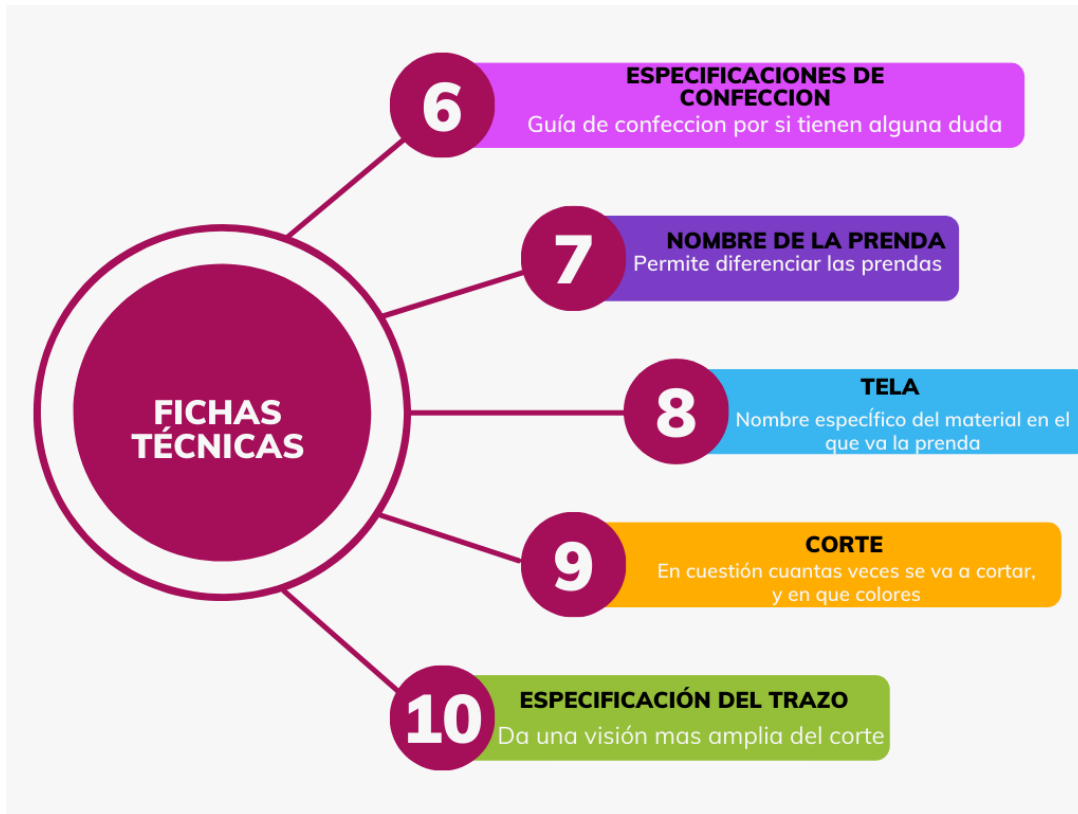 6
ESPECIFICACIONES DE
CONFECCION
Guía de confeccion por si tienen alguna duda
7
NOMBRE DE LA PRENDA
Permite diferenciar las prendas
FICHAS
TÉCNICAS
8
TELA
Nombre específico del material en el
que va la prenda
9
CORTE
En cuestión cuantas veces se va a cortar,
y en que colores
10
ESPECIFICACIÓN DEL TRAZO
Da una visión mas amplia del corte